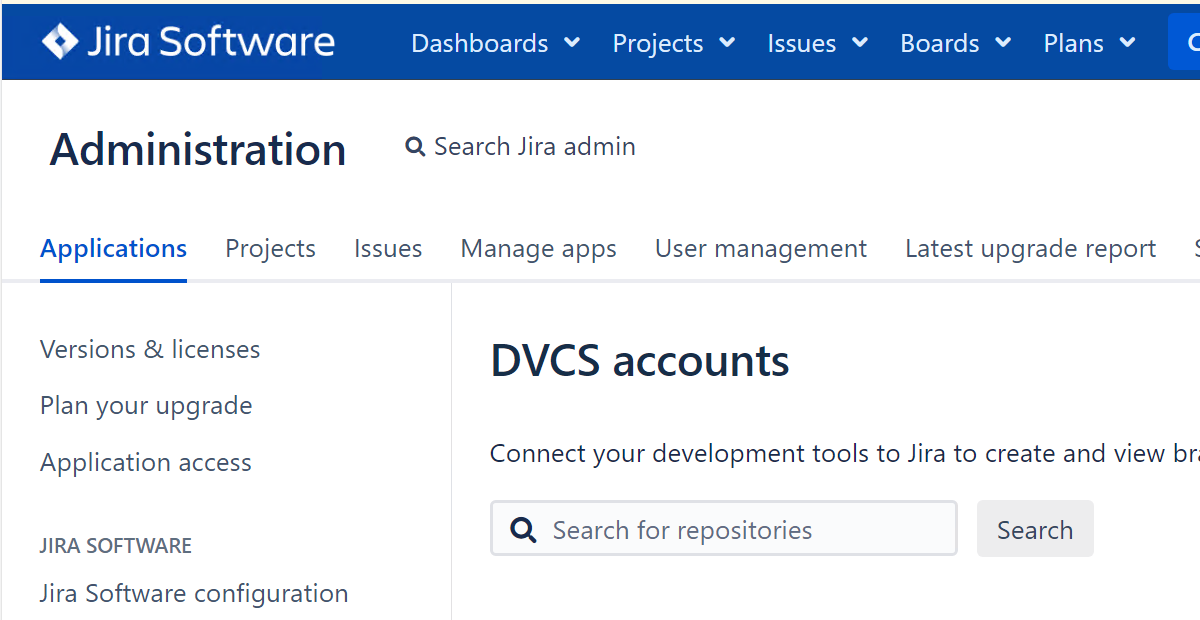 Jira Software Dashboards Projects Issues Boards Plans
Administration Search Jira admin
Applications Projects Issues Manage apps User management Latest upgrade report
Versions & licenses
Plan your upgrade
Application access
JIRA SOFTWARE
Jira Software configuration
DVCS accounts
Connect your development tools to Jira to create and view
Search for repositories Search